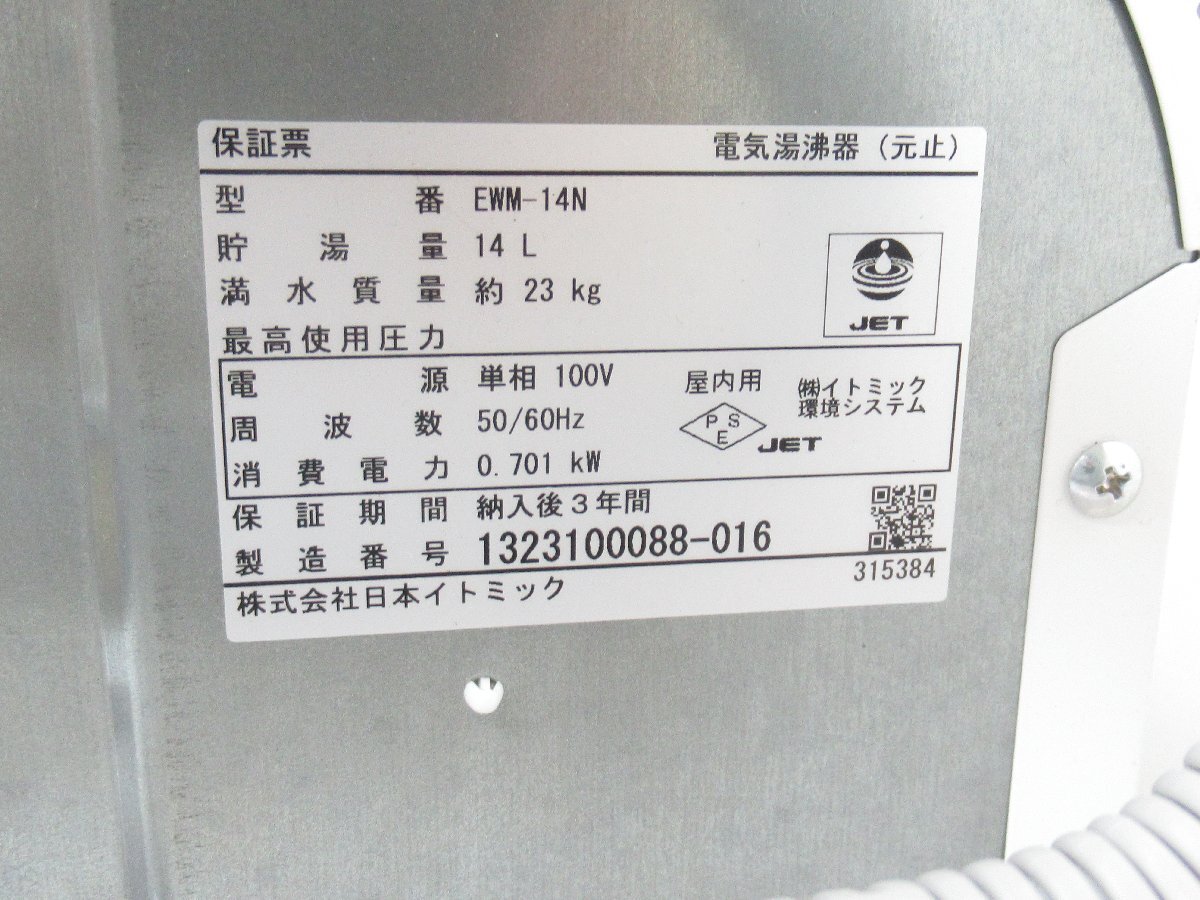 保証票 電気湯沸器（元止）
型番 EWM-14N
貯湯量 14 L
満水質量 約 23 kg
JET
最高使用圧力
電源 単相 100V 屋内用 ㈱イトミック
環境システム
周波数 50/60Hz PSE JET
消費電力 0.701 kW
保証期間 納入後3年間
製造番号 1323100088-016
株式会社日本イトミック 315384